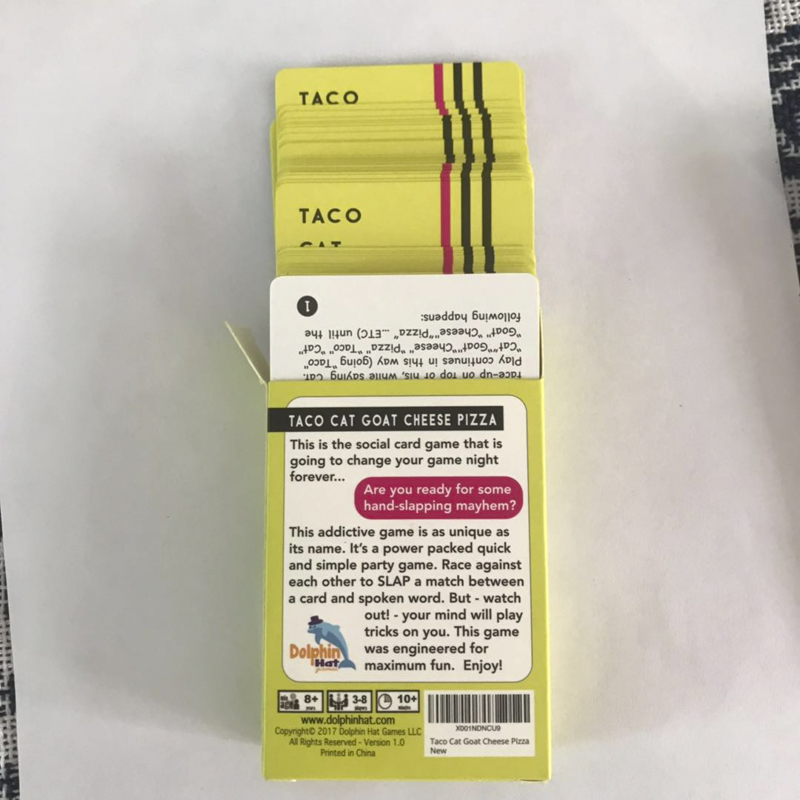 TACO
TACO
CAT
1
face-up on top of his, while saying Cat.
Play continues in this way (going "Taco"
"Cat""Goat""Cheese""Pizza""Taco""Cat"
"Goat" "Cheese""Pizza"...ETC) until the
following happens:
TACO CAT GOAT CHEESE PIZZA
This is the social card game that is
going to change your game night
forever...
Are you ready for some
hand-slapping mayhem?
This addictive game is as unique as
its name. It's a power packed quick
and simple party game. Race against
each other to SLAP a match between
a card and spoken word. But - watch
out! - your mind will play
tricks on you. This game
was engineered for
maximum fun. Enjoy!
Dolphin
Hat
games
8+
3-8
players
10+
www.dolphinhat.com
Copyright© 2017 Dolphin Hat Games LLC
All Rights Reserved - Version 1.0
Printed in China
X001NDNCU9
Taco Cat Goat Cheese Pizza
New